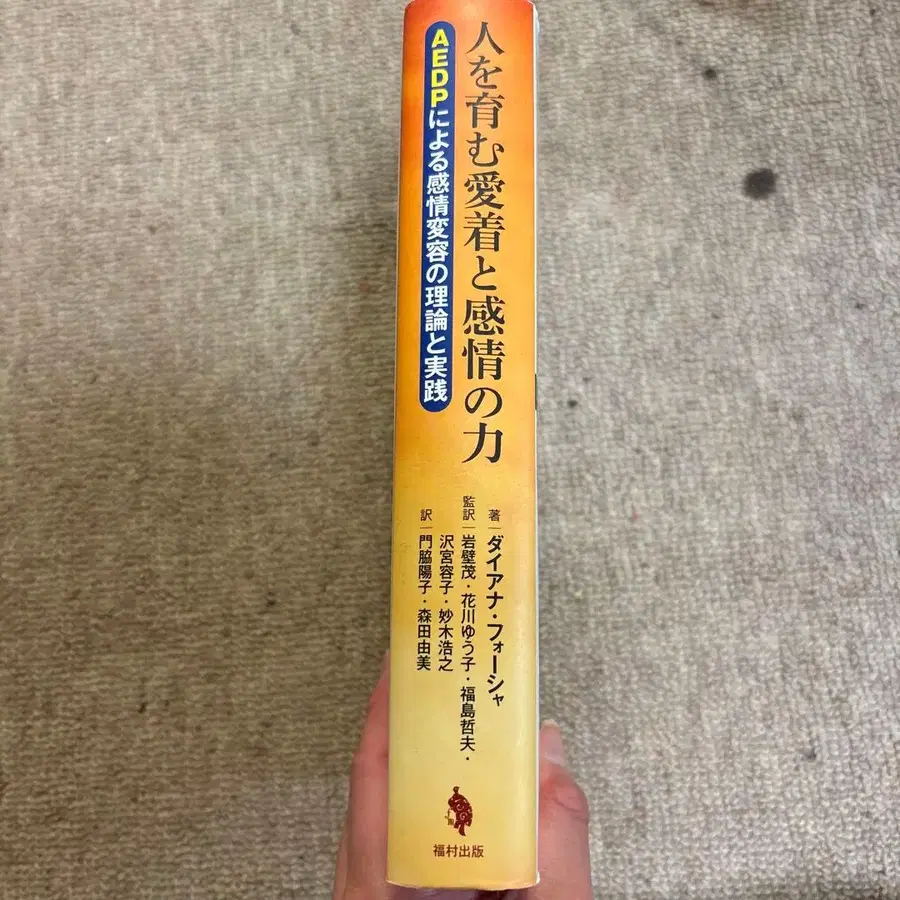 人を育む愛着と感情の力
AEDPによる感情変容の理論と実践
著 ダイアナ・フォーシャ
監訳 岩壁茂・花川ゆう子・福島哲夫・
沢宮容子・妙木浩之
訳 門脇陽子・森田由美
福村出版